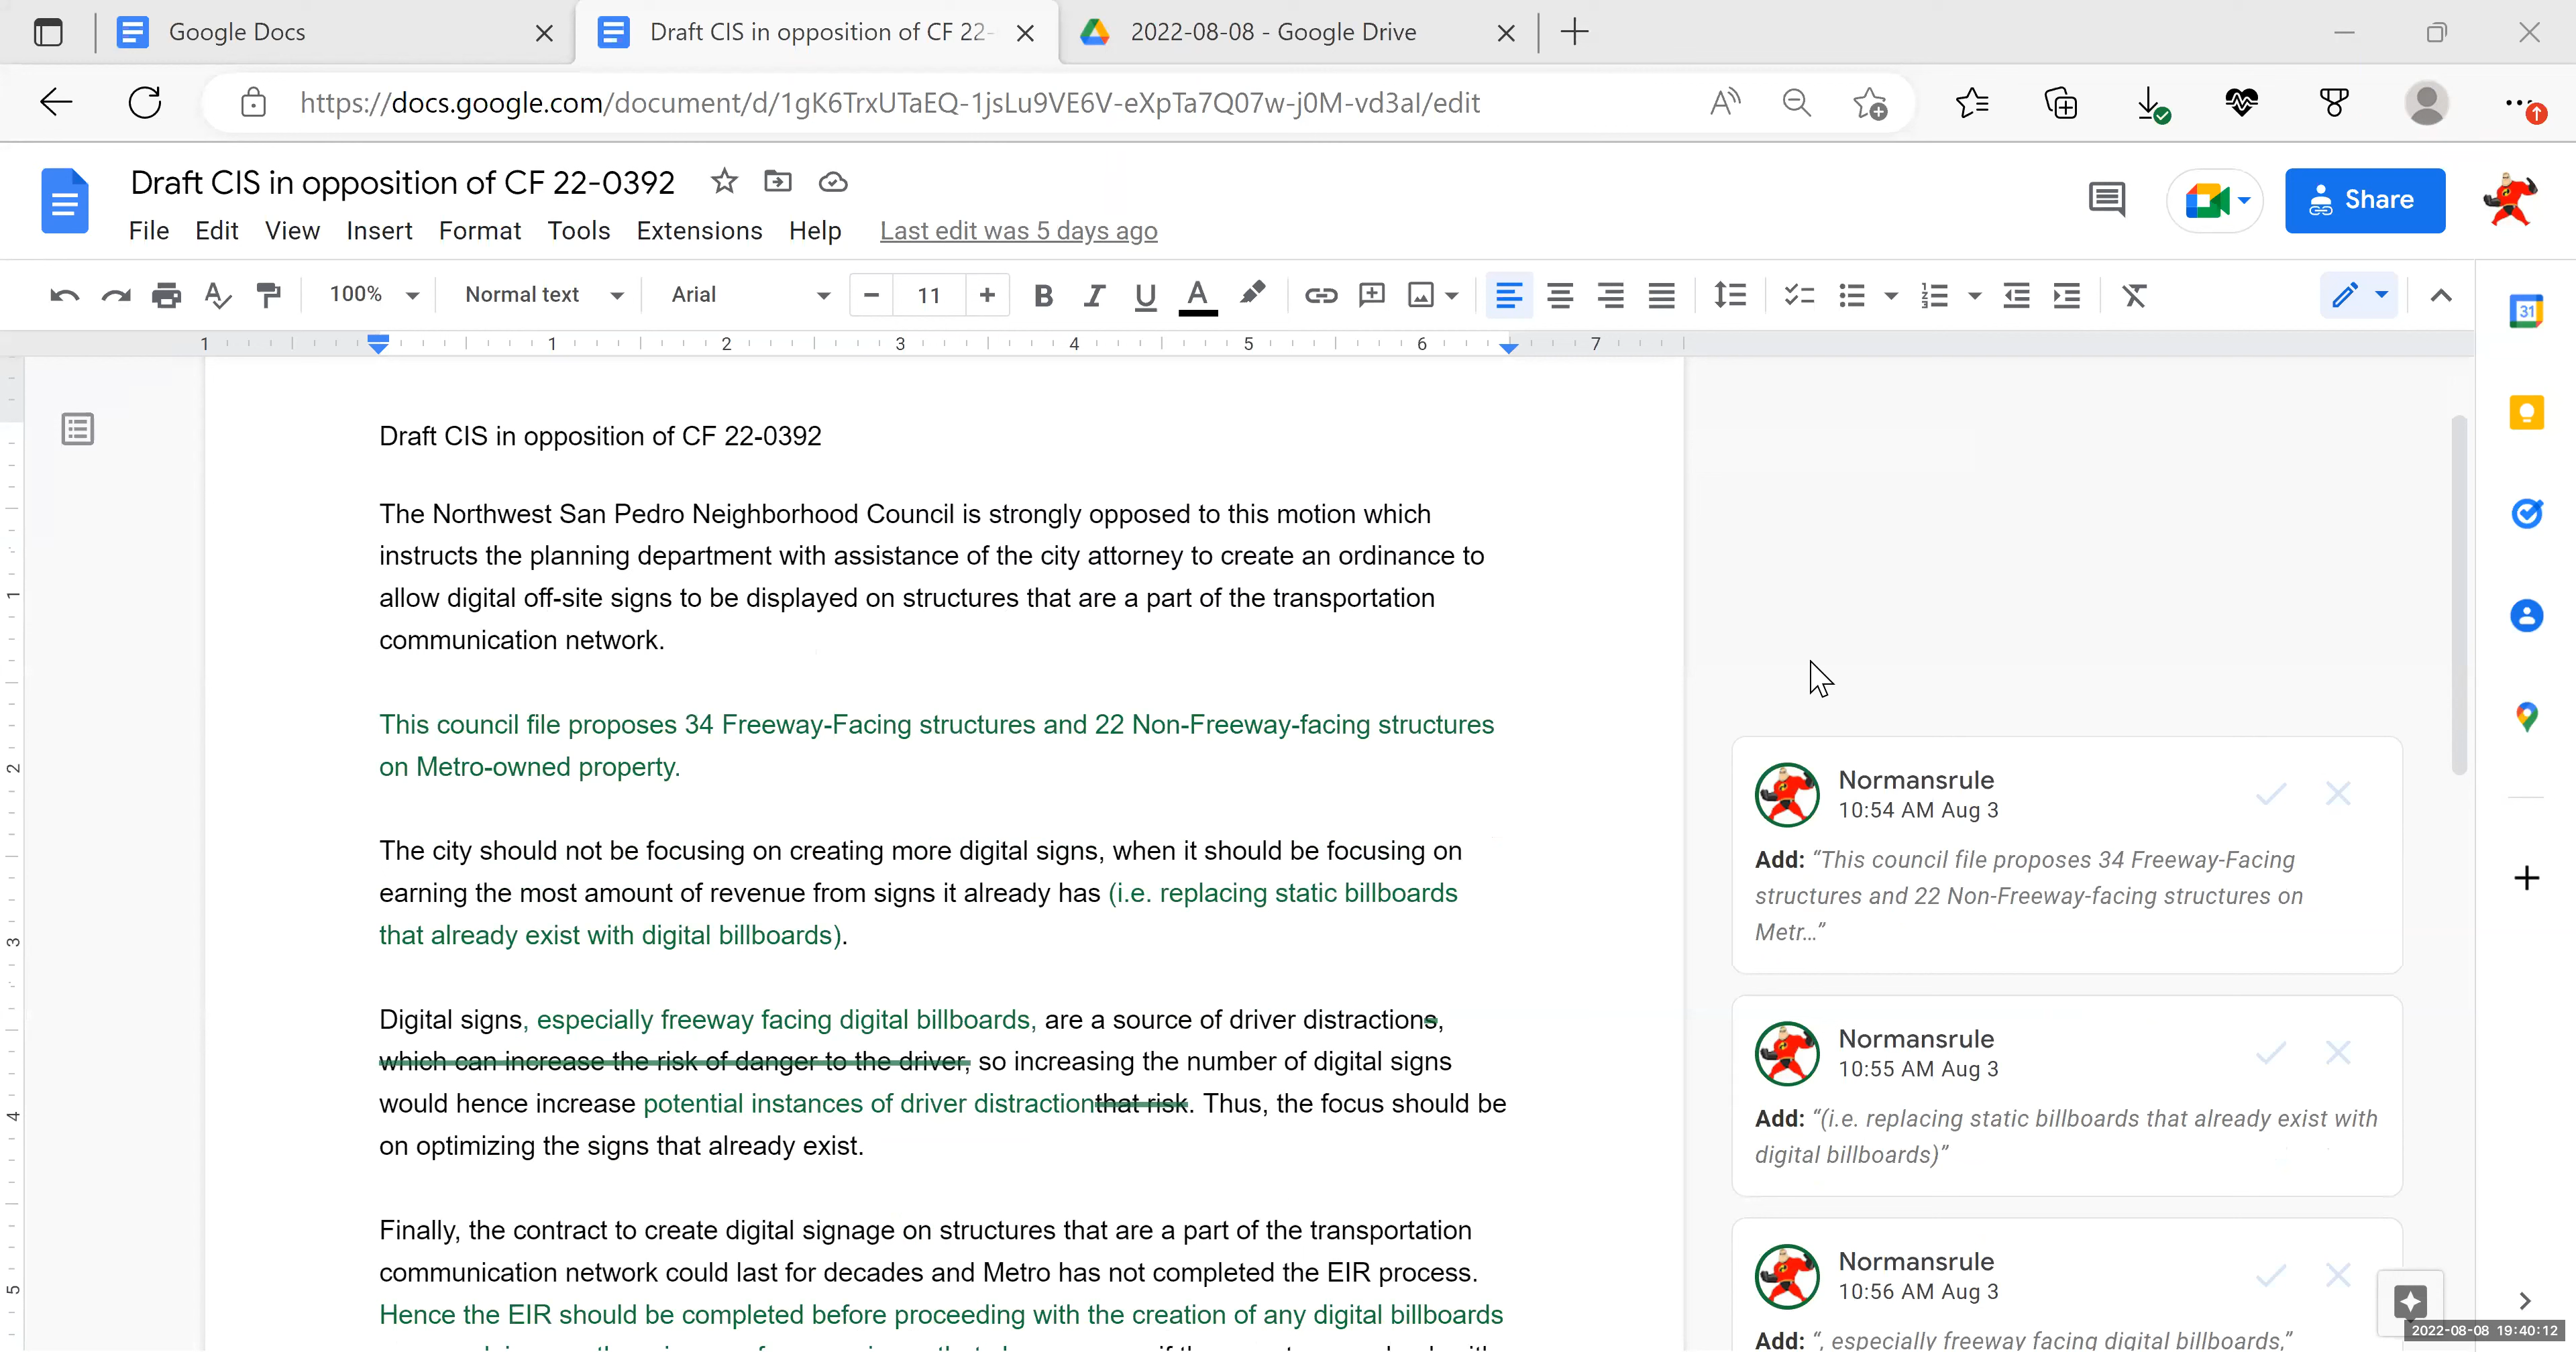 Google Docs
Draft CIS in opposition of CF 22-
2022-08-08 - Google Drive
https://docs.google.com/document/d/1gK6TrxUTaEQ-1jsLu9VE6V-eXpTa7Q07w-j0M-vd3aI/edit
Draft CIS in opposition of CF 22-0392
File Edit View Insert Format Tools Extensions Help Last edit was 5 days ago
Share
100% Normal text Arial 11
1 1 2 3 4 5 6 7
Draft CIS in opposition of CF 22-0392
The Northwest San Pedro Neighborhood Council is strongly opposed to this motion which
instructs the planning department with assistance of the city attorney to create an ordinance to
allow digital off-site signs to be displayed on structures that are a part of the transportation
communication network.
This council file proposes 34 Freeway-Facing structures and 22 Non-Freeway-facing structures
on Metro-owned property.
The city should not be focusing on creating more digital signs, when it should be focusing on
earning the most amount of revenue from signs it already has (i.e. replacing static billboards
that already exist with digital billboards).
Digital signs, especially freeway facing digital billboards, are a source of driver distractions,
which can increase the risk of danger to the driver, so increasing the number of digital signs
would hence increase potential instances of driver distractionthat risk. Thus, the focus should be
on optimizing the signs that already exist.
Finally, the contract to create digital signage on structures that are a part of the transportation
communication network could last for decades and Metro has not completed the EIR process.
Hence the EIR should be completed before proceeding with the creation of any digital billboards
Normansrule
10:54 AM Aug 3
Add: “This council file proposes 34 Freeway-Facing
structures and 22 Non-Freeway-facing structures on
Metr…”
Normansrule
10:55 AM Aug 3
Add: “(i.e. replacing static billboards that already exist with
digital billboards)”
Normansrule
10:56 AM Aug 3
Add: “, especially freeway facing digital billboards,”
31
1
2
3
4
5
2022-08-08 19:40:12